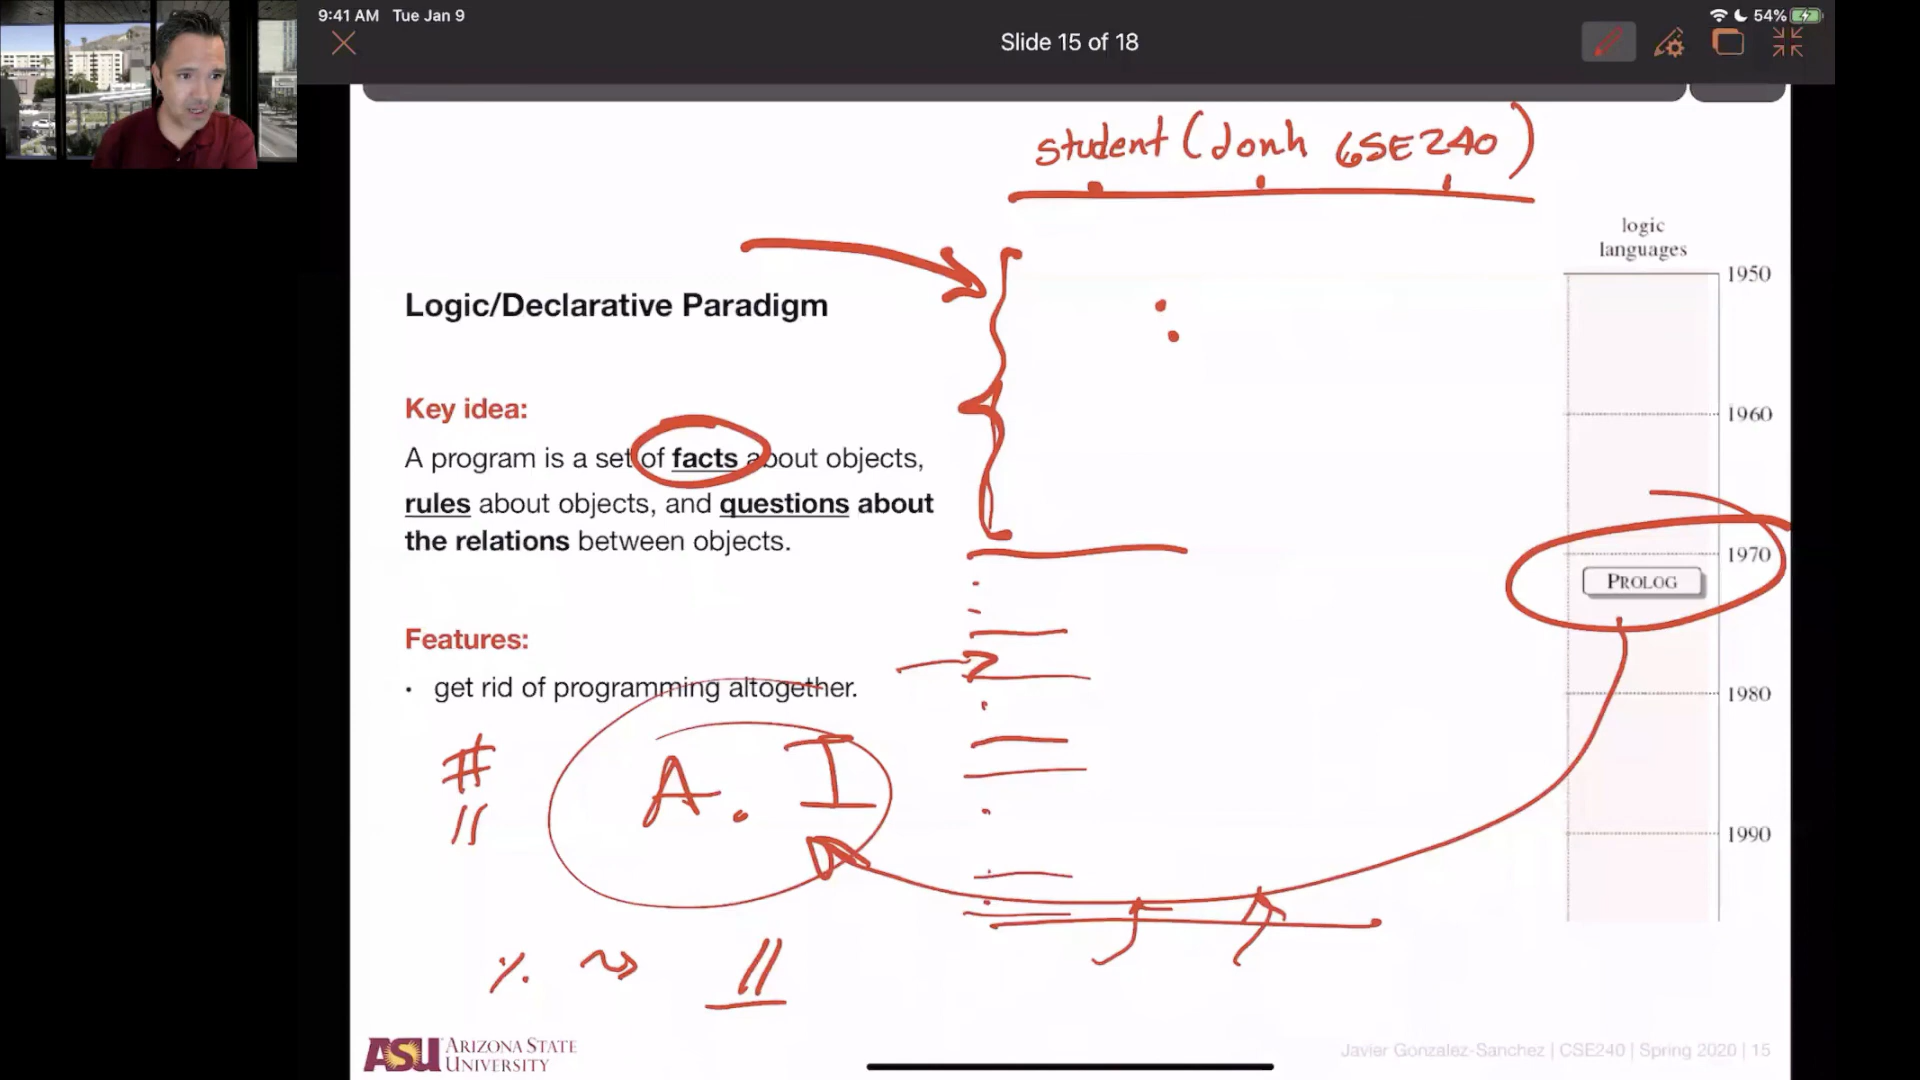 9:41 AM Tue Jan 9
54%
Slide 15 of 18
student (donh CSE240)
logic
languages
1950
Logic/Declarative Paradigm
Key idea:
1960
A program is a set of facts about objects,
rules about objects, and questions about
the relations between objects.
1970
PROLOG
Features:
• get rid of programming altogether.
1980
#
//
A. I
1990
% //
ASU ARIZONA STATE
UNIVERSITY
Javier Gonzalez-Sanchez | CSE240 | Spring 2020 | 15